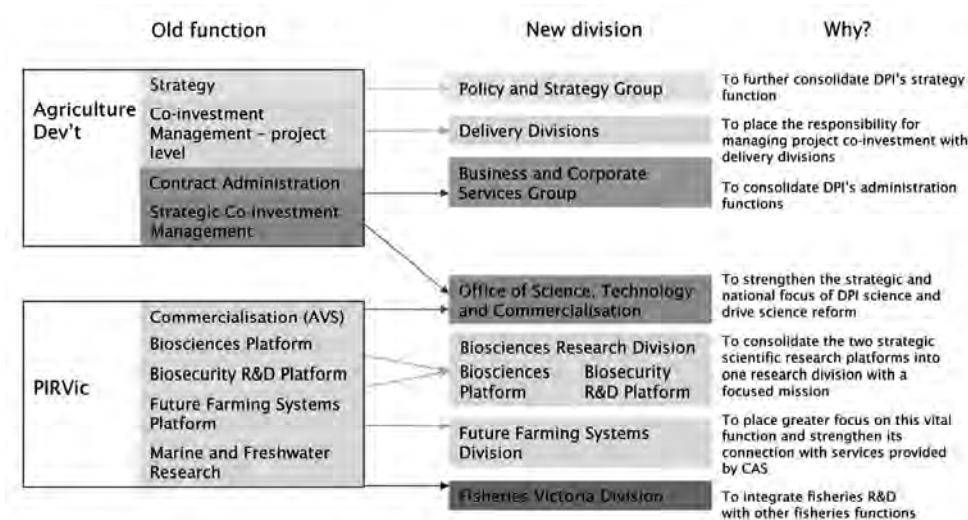 Old function
New division
Why?
Agriculture
Dev't
Strategy
Co-investment
Management – project
level
Contract Administration
Strategic Co-investment
Management
Policy and Strategy Group
Delivery Divisions
Business and Corporate
Services Group
To further consolidate DPI's strategy
function
To place the responsibility for
managing project co-investment with
delivery divisions
To consolidate DPI's administration
functions
PIRVic
Commercialisation (AVS)
Biosciences Platform
Biosecurity R&D Platform
Future Farming Systems
Platform
Marine and Freshwater
Research
Office of Science, Technology
and Commercialisation
Biosciences Research Division
Biosciences
Platform
Biosecurity
R&D Platform
Future Farming Systems
Division
Fisheries Victoria Division
To strengthen the strategic and
national focus of DPI science and
drive science reform
To consolidate the two strategic
scientific research platforms into
one research division with a
focused mission
To place greater focus on this vital
function and strengthen its
connection with services provided
by CAS
To integrate fisheries R&D
with other fisheries functions